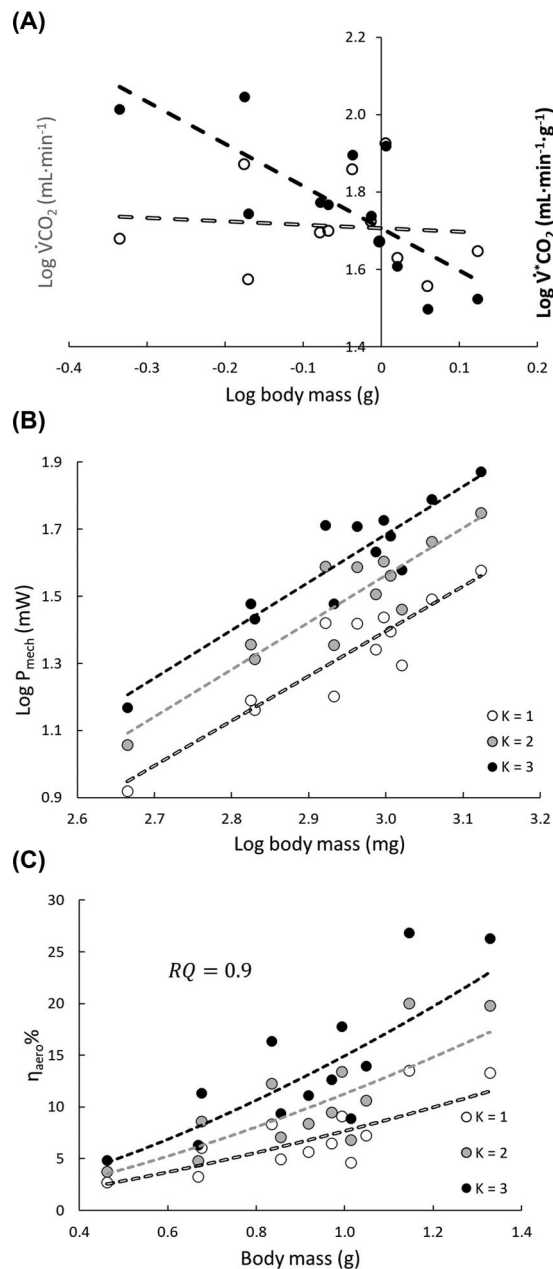 (A)
2.2
2.0
1.8
1.6
1.4
Log V̇CO₂ (mL·min⁻¹)
Log V̇*CO₂ (mL·min⁻¹·g⁻¹)
-0.4 -0.3 -0.2 -0.1 0 0.1 0.2
Log body mass (g)
(B)
1.9
1.7
1.5
1.3
1.1
0.9
Log Pmech (mW)
K = 1
K = 2
K = 3
2.6 2.7 2.8 2.9 3.0 3.1 3.2
Log body mass (mg)
(C)
30
25
20
15
10
5
0
ηaero%
RQ = 0.9
K = 1
K = 2
K = 3
0.4 0.6 0.8 1.0 1.2 1.4
Body mass (g)